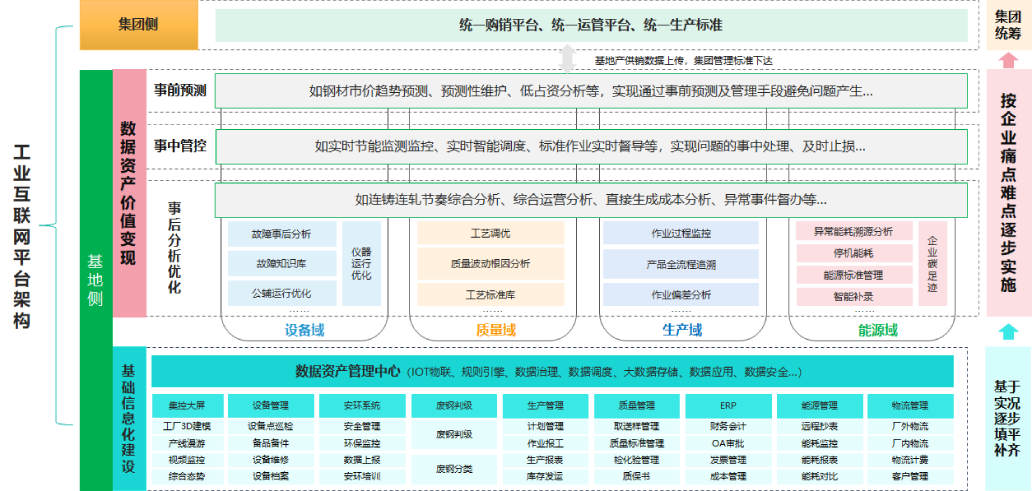 集团侧
统一购销平台、统一运管平台、统一生产标准
集团
统筹
基地产供销数据上传，集团管理标准下达
工业互联网平台架构
基地侧
数据资产价值变现
事前预测
如钢材市价趋势预测、预测性维护、低占资分析等，实现通过事前预测及管理手段避免问题产生...
事中管控
如实时节能监测监控、实时智能调度、标准作业实时督导等，实现问题的事中处理、及时止损...
事后分析优化
如连铸连轧节奏综合分析、综合运营分析、直接生成成本分析、异常事件督办等...
故障事后分析
故障知识库
公辅运行优化
仪器
运行
优化
......
设备域
工艺调优
质量波动根因分析
工艺标准库
......
质量域
作业过程监控
产品全流程追溯
作业偏差分析
......
生产域
异常能耗溯源分析
停机能耗
能源标准管理
智能补录
企业碳足迹
......
能源域
按企业痛点难点逐步实施
基础信息化建设
数据资产管理中心（IOT物联、规则引擎、数据治理、数据调度、大数据存储、数据应用、数据安全...）
集控大屏
工厂3D建模
产线漫游
视频监控
综合态势
设备管理
设备点巡检
备品备件
设备维修
设备档案
安环系统
安全管理
环保监控
数据上报
安环培训
废钢判级
废钢判级
废钢分类
生产管理
计划管理
作业报工
生产报表
库存发运
质量管理
取送样管理
质量标准管理
检化验管理
质保书
ERP
财务会计
OA审批
发票管理
成本管理
能源管理
远程抄表
能耗监控
能耗报表
能耗对比
物流管理
厂外物流
厂内物流
物流计费
客户管理
基于
实况
逐步
填平
补齐